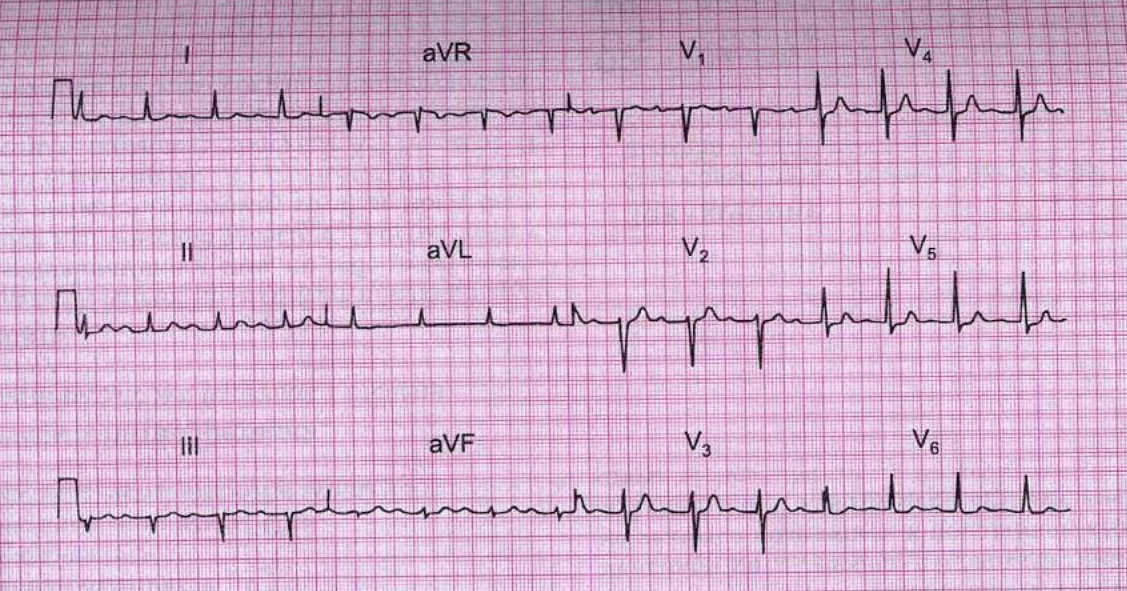 I aVR V₁ V₄
II aVL V₂ V₅
III aVF V₃ V₆